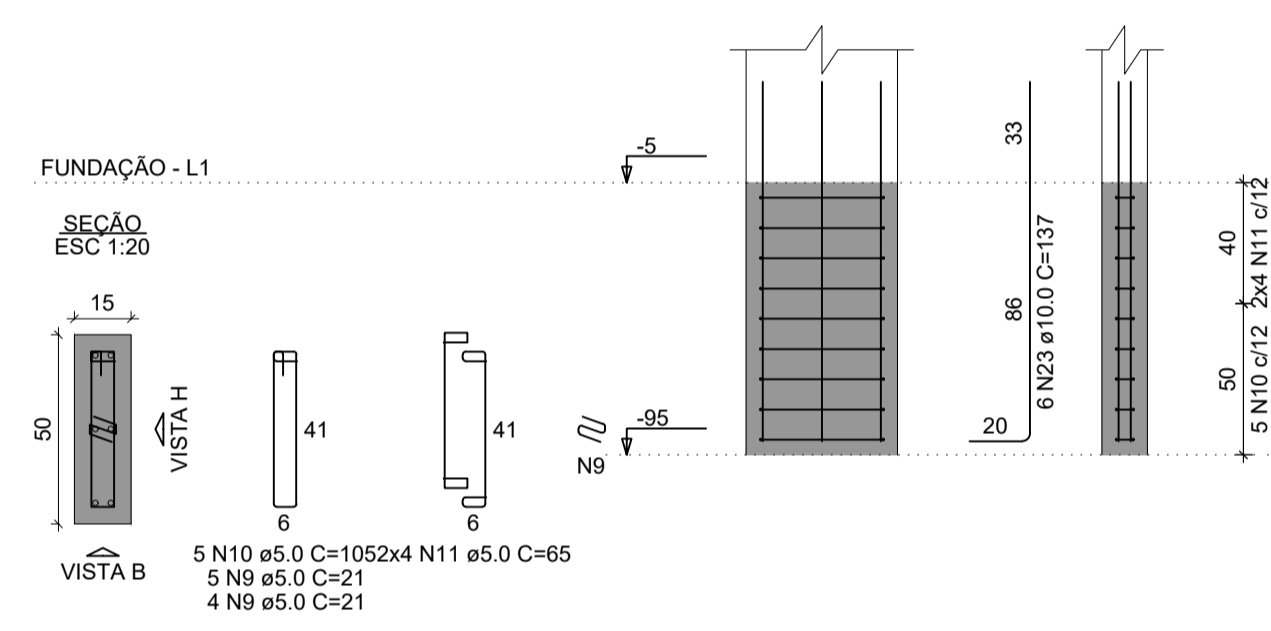 FUNDAÇÃO - L1
SEÇÃO
ESC 1:20
15
50
VISTA H
VISTA B
41
6
41
6
5 N10 ø5.0 C=1052x4 N11 ø5.0 C=65
5 N9 ø5.0 C=21
4 N9 ø5.0 C=21
N9
-5
-95
33
86
20
6 N23 ø10.0 C=137
40
50
2x4 N11 c/12
5 N10 c/12